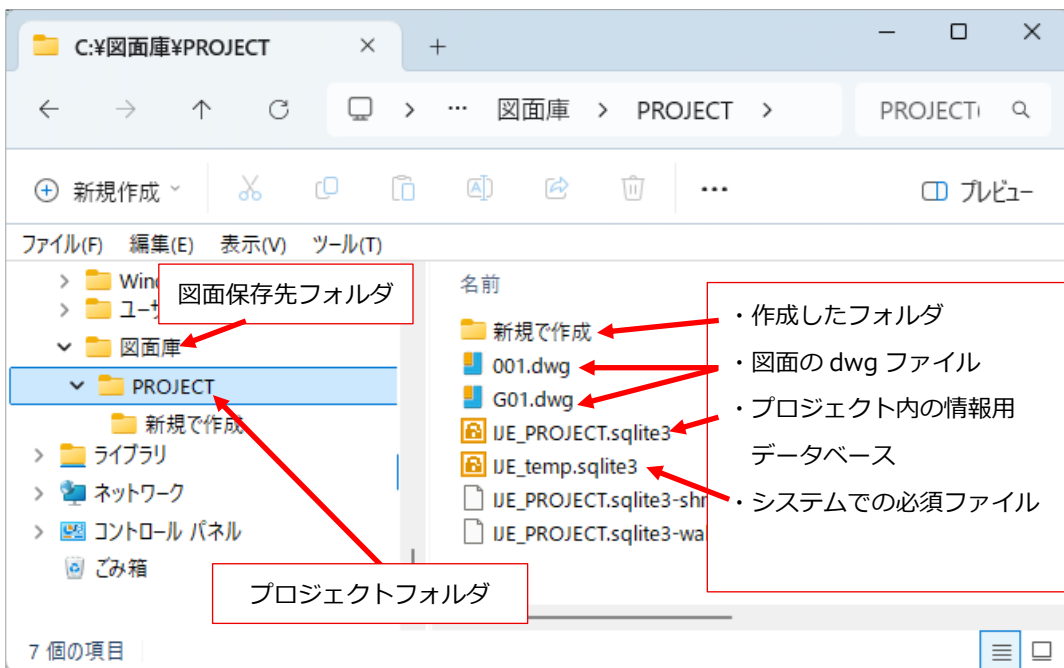 C:¥図面庫¥PROJECT
… 図面庫 > PROJECT >
PROJECT
新規作成
プレビュー
ファイル(F) 編集(E) 表示(V) ツール(T)
図面保存先フォルダ
図面庫
PROJECT
新規で作成
ライブラリ
ネットワーク
コントロール パネル
ごみ箱
プロジェクトフォルダ
名前
新規で作成
001.dwg
G01.dwg
IJE_PROJECT.sqlite3
IJE_temp.sqlite3
IJE_PROJECT.sqlite3-sh
IJE_PROJECT.sqlite3-wa
・作成したフォルダ
・図面の dwg ファイル
・プロジェクト内の情報用
データベース
・システムでの必須ファイル
7 個の項目